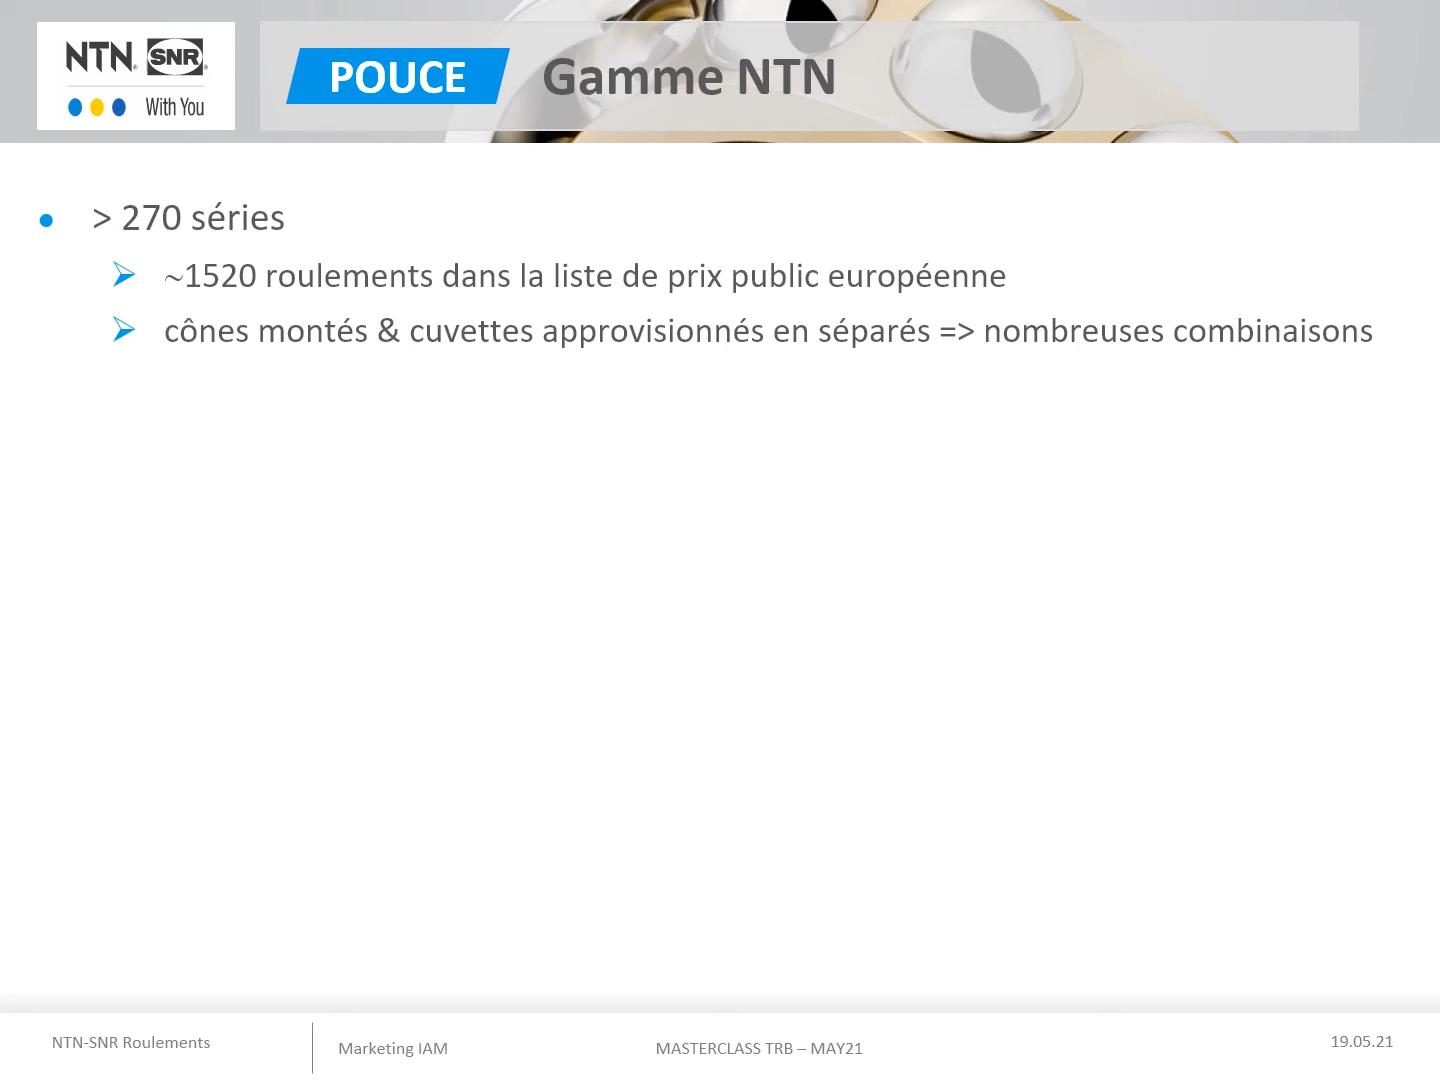 NTN SNR
With You
POUCE Gamme NTN
> 270 séries
~1520 roulements dans la liste de prix public européenne
cônes montés & cuvettes approvisionnés en séparés => nombreuses combinaisons
NTN-SNR Roulements
Marketing IAM
MASTERCLASS TRB – MAY21
19.05.21